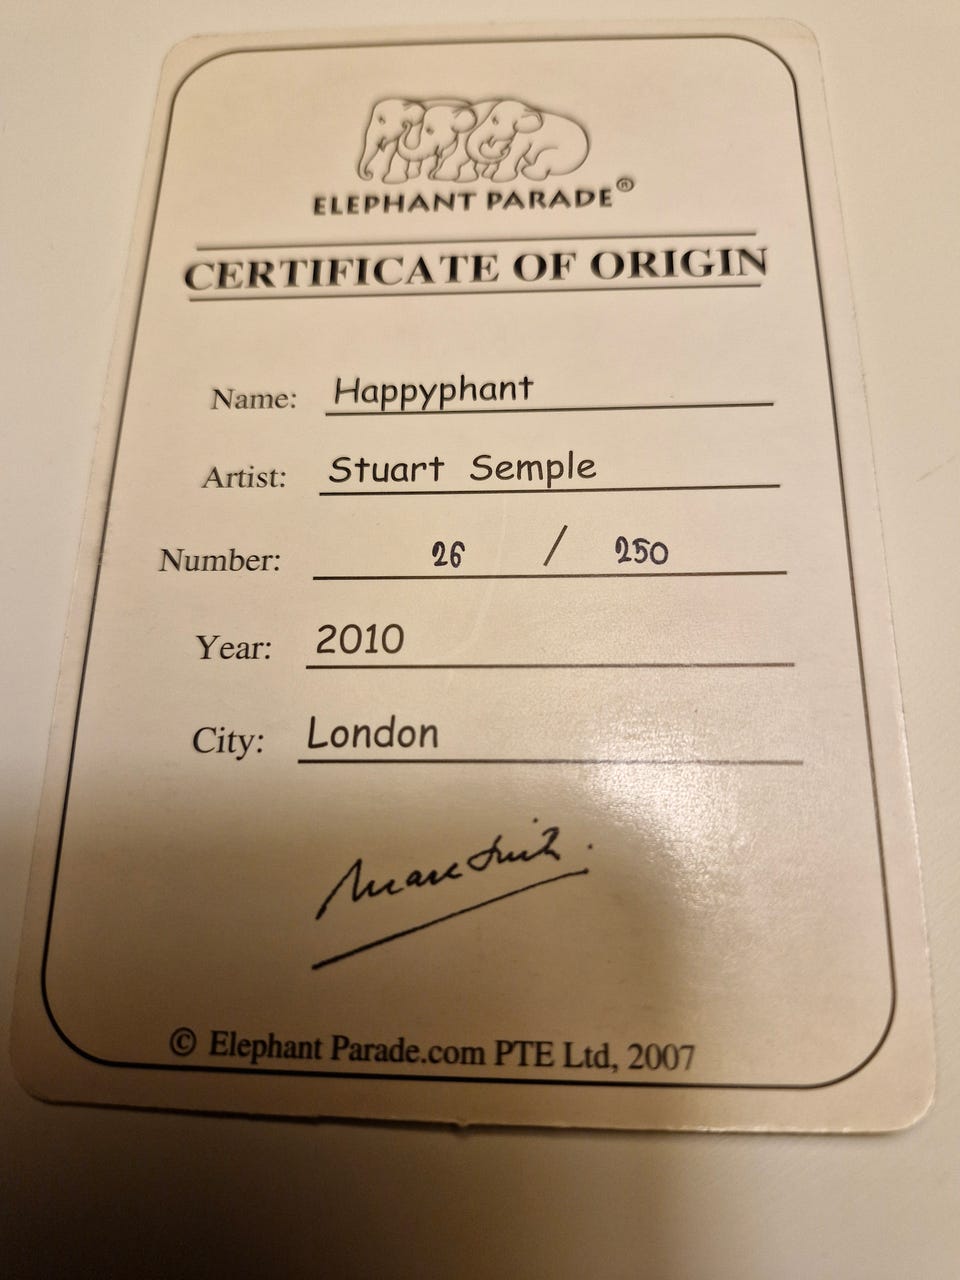 ELEPHANT PARADE®
CERTIFICATE OF ORIGIN
Name: Happyphant
Artist: Stuart Semple
Number: 26 / 250
Year: 2010
City: London
© Elephant Parade.com PTE Ltd, 2007